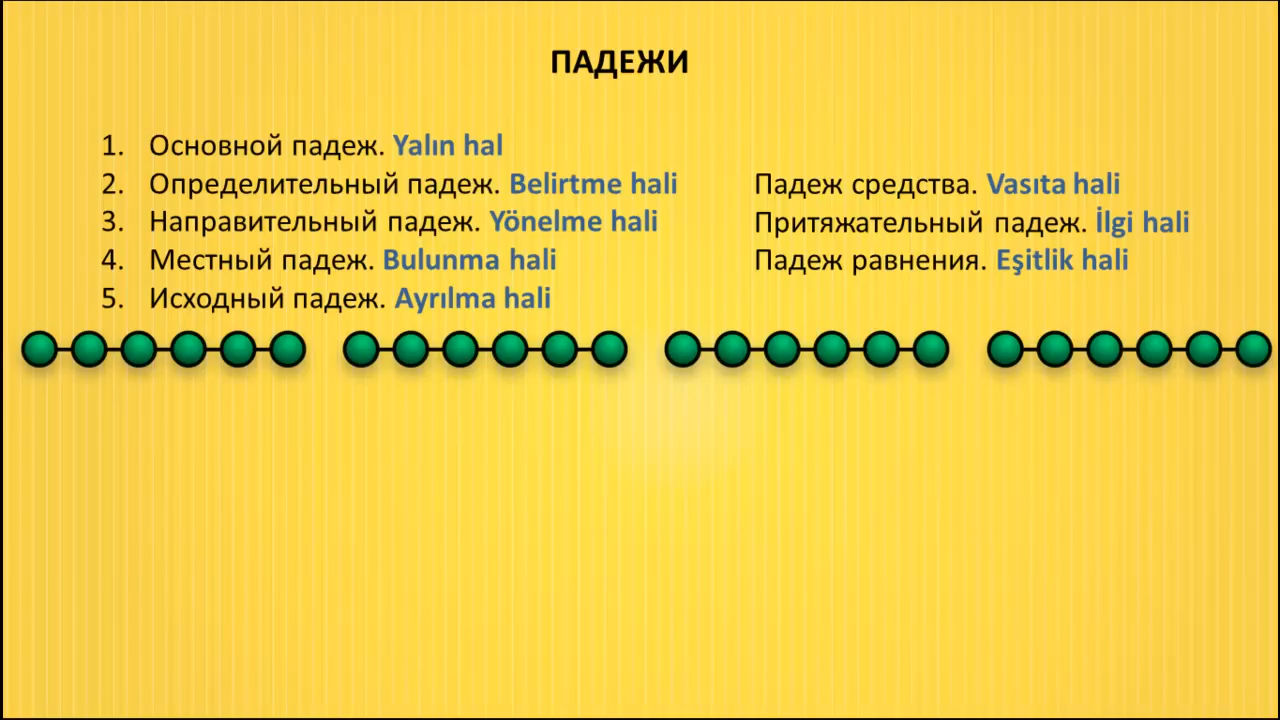 ПАДЕЖИ
1. Основной падеж. Yalın hal
2. Определительный падеж. Belirtme hali
3. Направительный падеж. Yönelme hali
4. Местный падеж. Bulunma hali
5. Исходный падеж. Ayrılma hali
Падеж средства. Vasıta hali
Притяжательный падеж. İlgi hali
Падеж равнения. Eşitlik hali